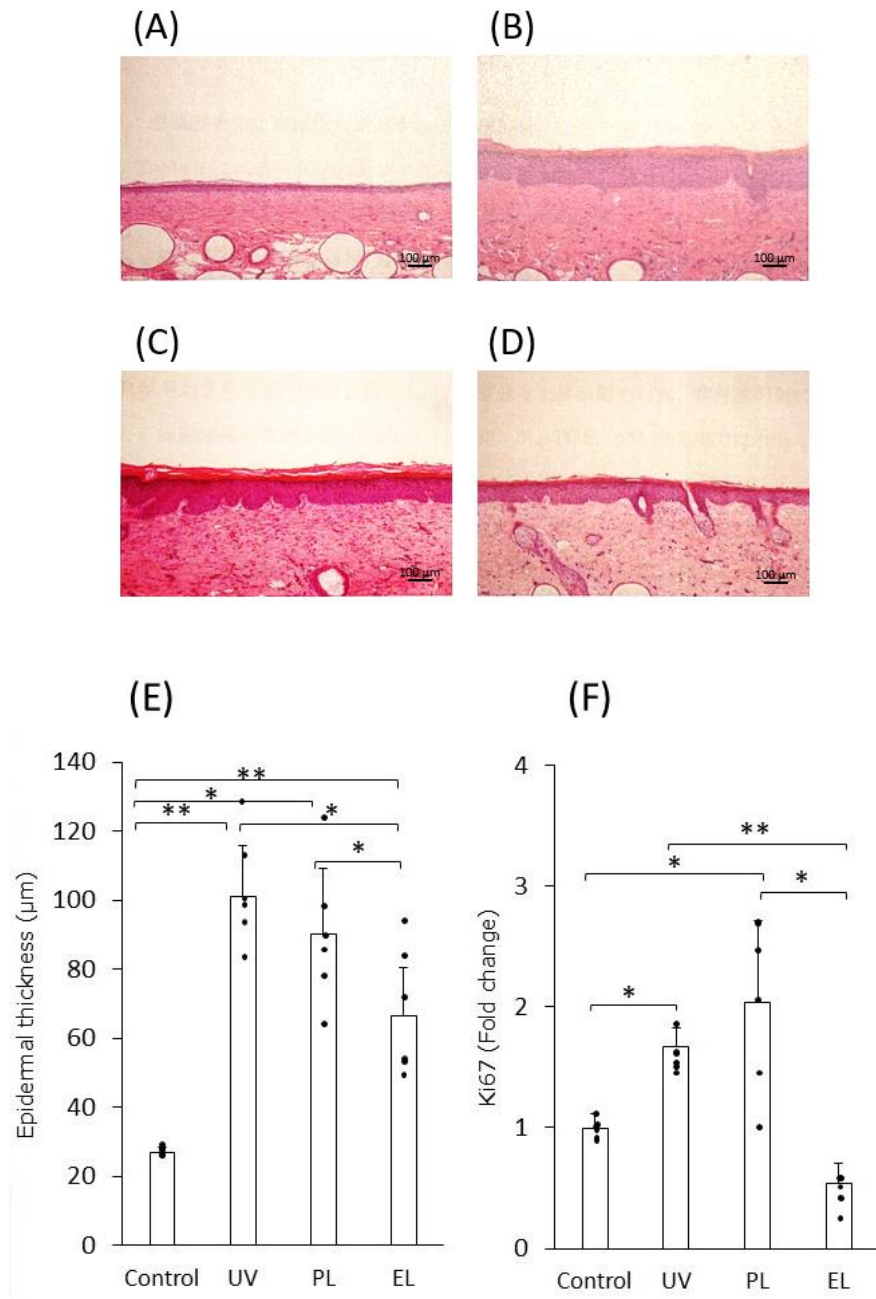 (A)
(B)
100 µm
100 µm
(C)
(D)
100 µm
100 µm
(E)
(F)
Epidermal thickness (µm)
140
120
100
80
60
40
20
0
**
*
**
*
*
Control UV PL EL
Ki67 (Fold change)
4
3
2
1
0
**
*
*
*
Control UV PL EL